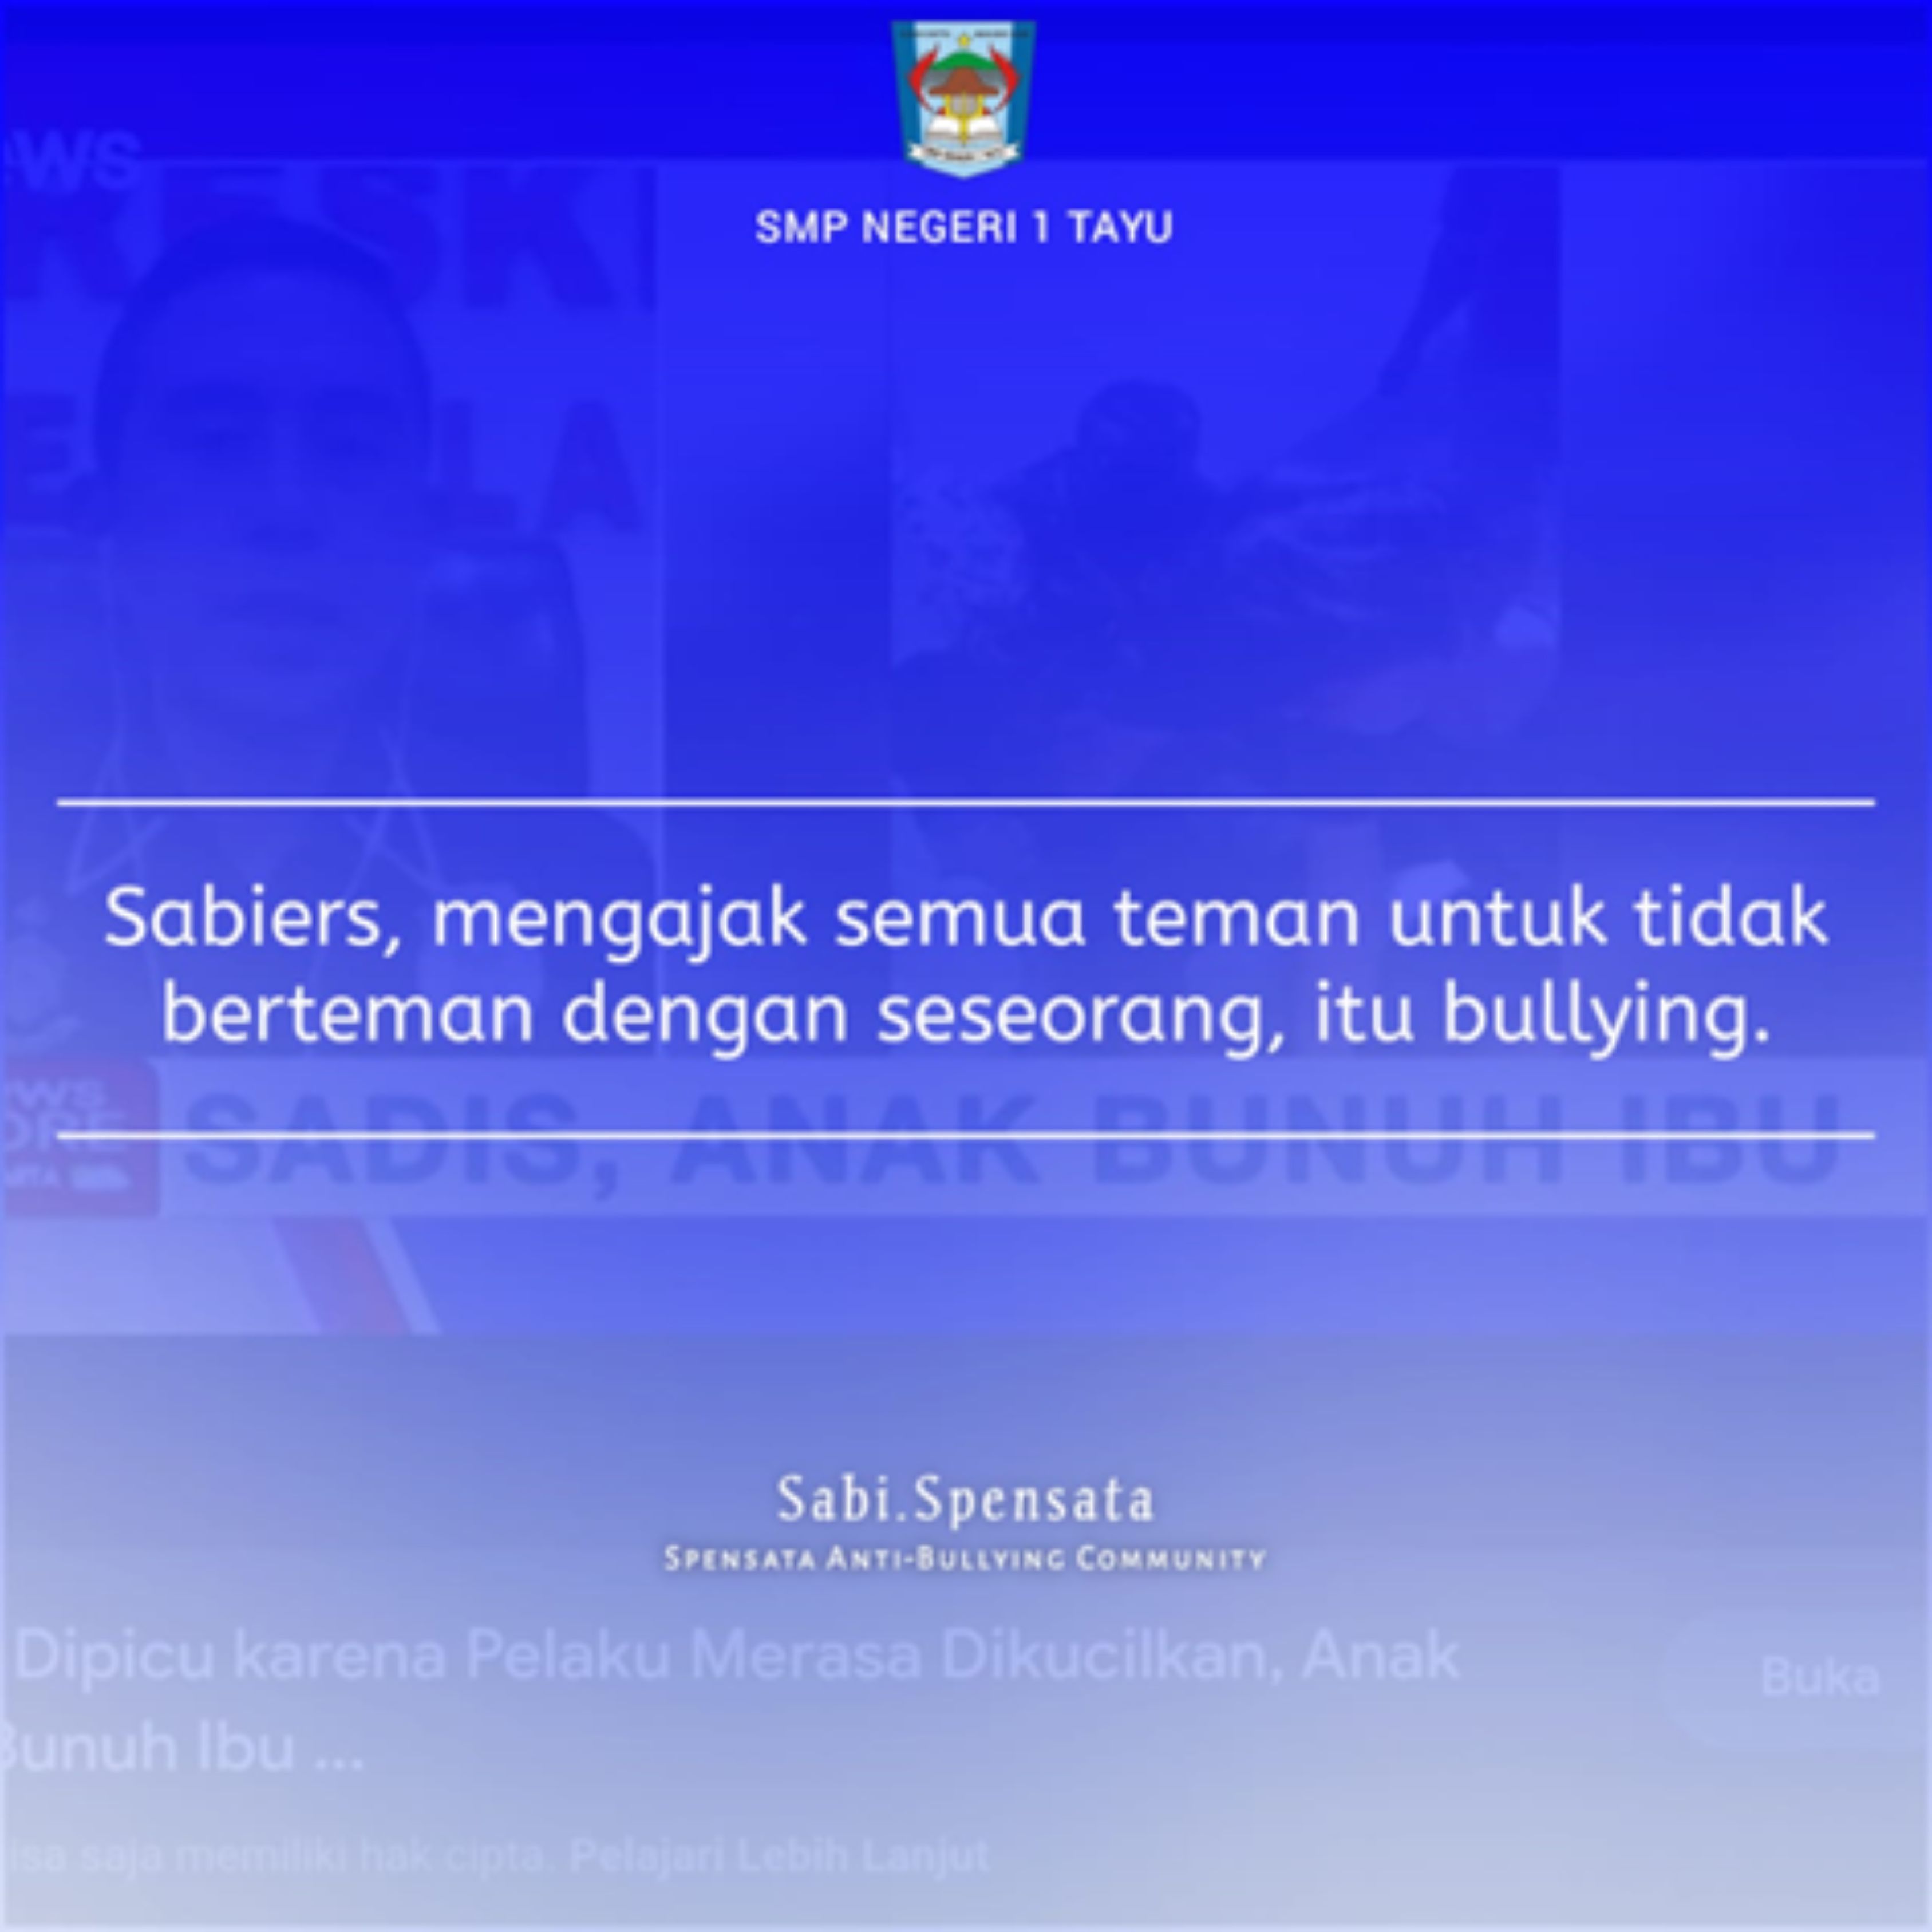 SMP NEGERI 1 TAYU
Sabiers, mengajak semua teman untuk tidak
berteman dengan seseorang, itu bullying.
SADIS, ANAK BUNUH IBU
Sabi.Spensata
SPENSATA ANTI-BULLYING COMMUNITY
Dipicu karena Pelaku Merasa Dikucilkan, Anak
Buka
Bunuh Ibu ...
saja memiliki hak cipta. Pelajari Lebih Lanjut